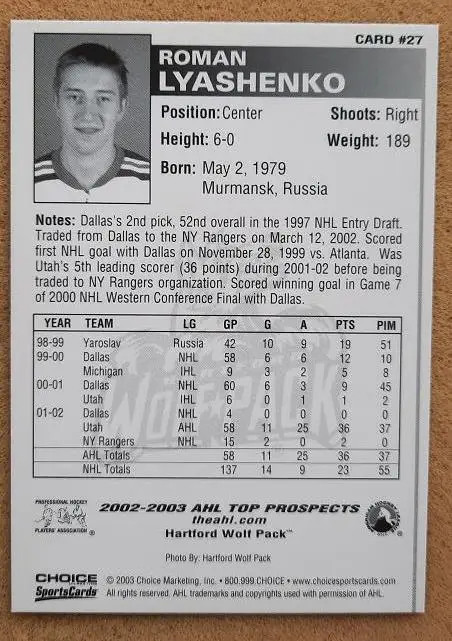 CARD #27
ROMAN
LYASHENKO
Position: Center Shoots: Right
Height: 6-0 Weight: 189
Born: May 2, 1979
Murmansk, Russia
Notes: Dallas's 2nd pick, 52nd overall in the 1997 NHL Entry Draft.
Traded from Dallas to the NY Rangers on March 12, 2002. Scored
first NHL goal with Dallas on November 28, 1999 vs. Atlanta. Was
Utah's 5th leading scorer (36 points) during 2001-02 before being
traded to NY Rangers organization. Scored winning goal in Game 7
of 2000 NHL Western Conference Final with Dallas.
YEAR TEAM LG GP G A PTS PIM
98-99 Yaroslav Russia 42 10 9 19 51
99-00 Dallas NHL 58 6 6 12 10
Michigan IHL 9 3 2 5 8
00-01 Dallas NHL 60 6 3 9 45
Utah IHL 6 0 1 1 2
01-02 Dallas NHL 4 0 0 0 0
Utah AHL 58 11 25 36 37
NY Rangers NHL 15 2 0 2 0
AHL Totals 58 11 25 36 37
NHL Totals 137 14 9 23 55
WOLF PACK
PROFESSIONAL HOCKEY
PLAYERS' ASSOCIATION ®
2002-2003 AHL TOP PROSPECTS
theahl.com
Hartford Wolf Pack™
Photo By: Hartford Wolf Pack
CHOICE
SportsCards
© 2003 Choice Marketing, Inc. • 800.999.CHOICE • www.choicesportscards.com
All rights reserved. AHL trademarks and copyrights used with permission of AHL.